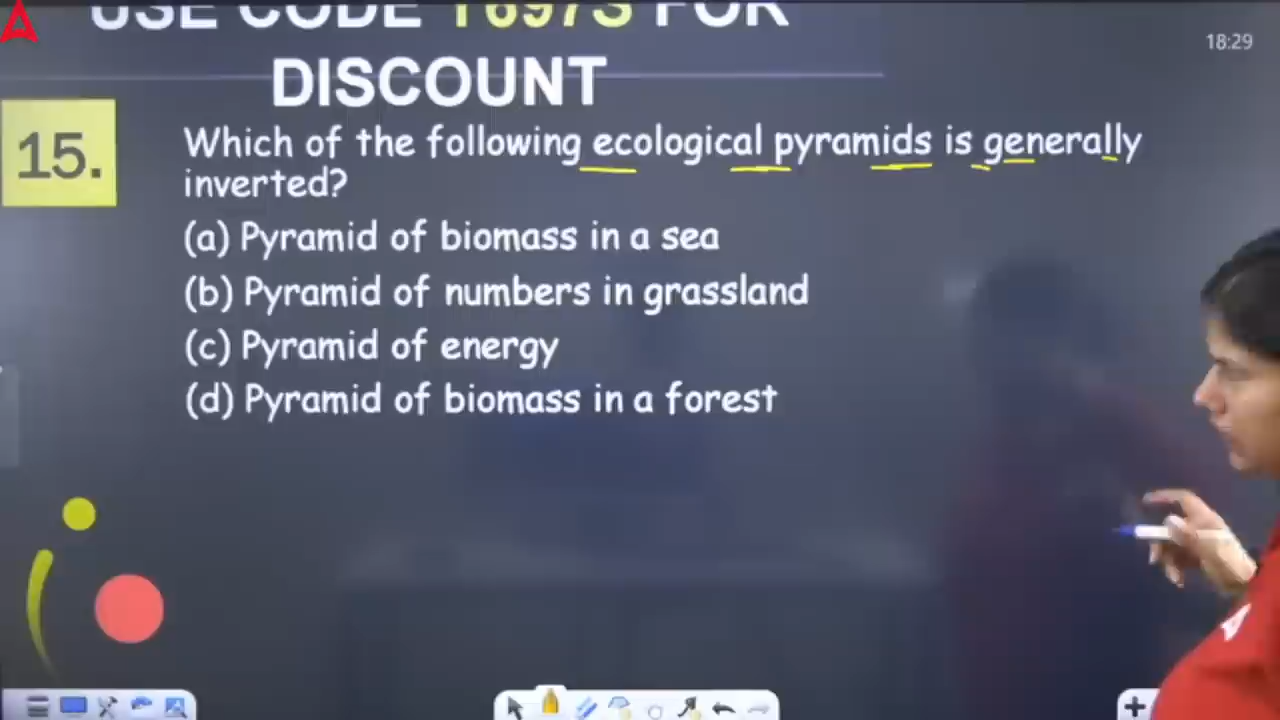 USE CODE T697S FOR
DISCOUNT
18:29
15.
Which of the following ecological pyramids is generally
inverted?
(a) Pyramid of biomass in a sea
(b) Pyramid of numbers in grassland
(c) Pyramid of energy
(d) Pyramid of biomass in a forest